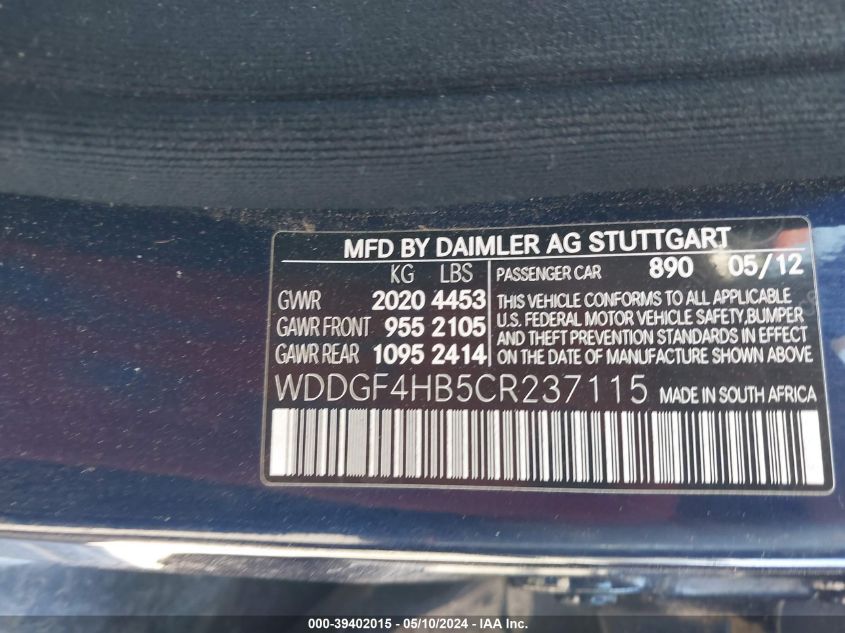 MFD BY DAIMLER AG STUTTGART
KG LBS
GWR 2020 4453
GAWR FRONT 955 2105
GAWR REAR 1095 2414
PASSENGER CAR 890 05/12
THIS VEHICLE CONFORMS TO ALL APPLICABLE
U.S. FEDERAL MOTOR VEHICLE SAFETY,BUMPER
AND THEFT PREVENTION STANDARDS IN EFFECT
ON THE DATE OF MANUFACTURE SHOWN ABOVE
WDDGF4HB5CR237115 MADE IN SOUTH AFRICA
000-39402015 - 05/10/2024 - IAA Inc.